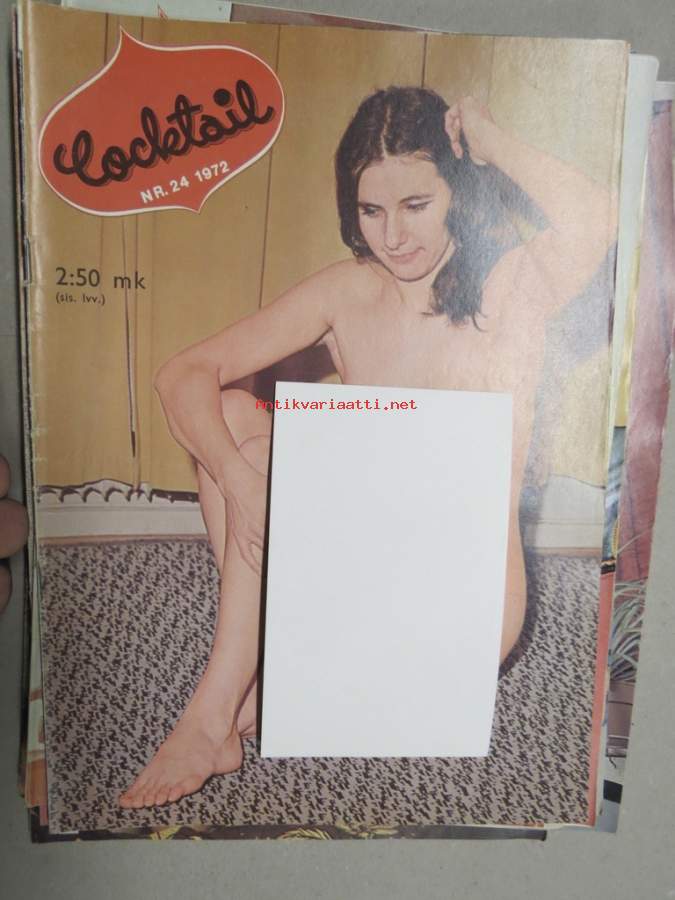 Cocktail
NR. 24 1972
2:50 mk
(sis. lvv.)
antikvariaatti.net